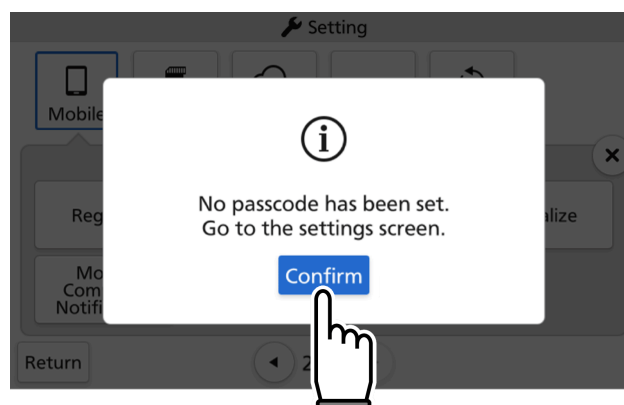 Setting
Mobile
No passcode has been set.
Go to the settings screen.
Confirm
Return